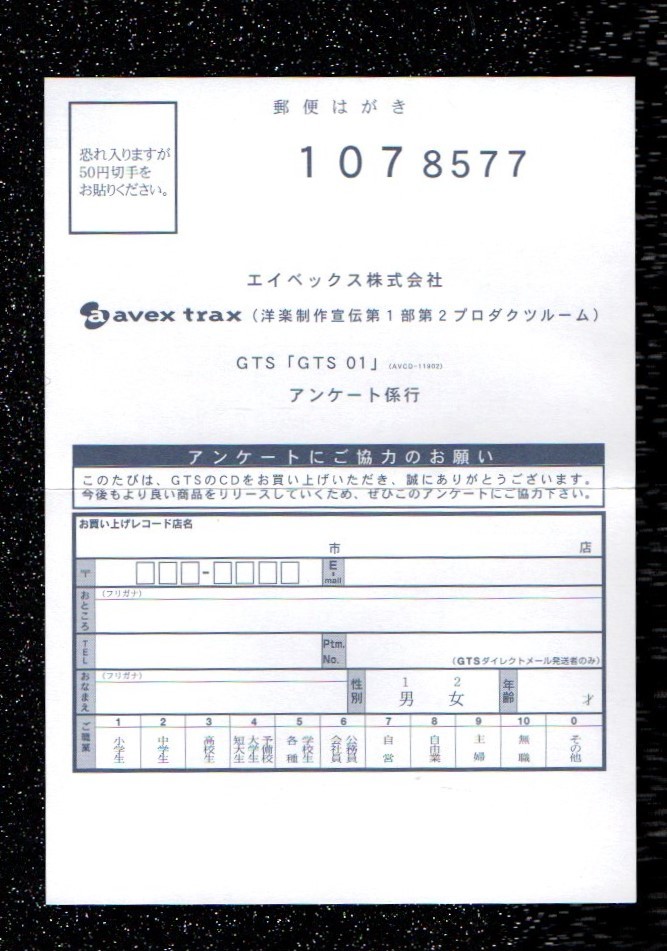 郵便はがき
恐れ入りますが
50円切手を
お貼りください。
107 8577
エイベックス株式会社
a avex trax (洋楽制作宣伝第1部第2プロダクツルーム)
GTS「GTS 01」(AVCD-11902)
アンケート係行
アンケートにご協力のお願い
このたびは、GTSのCDをお買い上げいただき、誠にありがとうございます。
今後もより良い商品をリリースしていくため、ぜひこのアンケートにご協力下さい。
お買い上げレコード店名
市 店
〒 - E・mail
おところ (フリガナ)
TEL Ptm. No. (GTSダイレクトメール発送者のみ)
おなまえ (フリガナ) 性別 1 男 2 女 年齢 才
ご職業 1 2 3 4 5 6 7 8 9 10 0
小学生 中学生 高校生 予備校 大学生 短大生 学校生 各種 公務員 会社員 自営 自由業 主婦 無職 その他